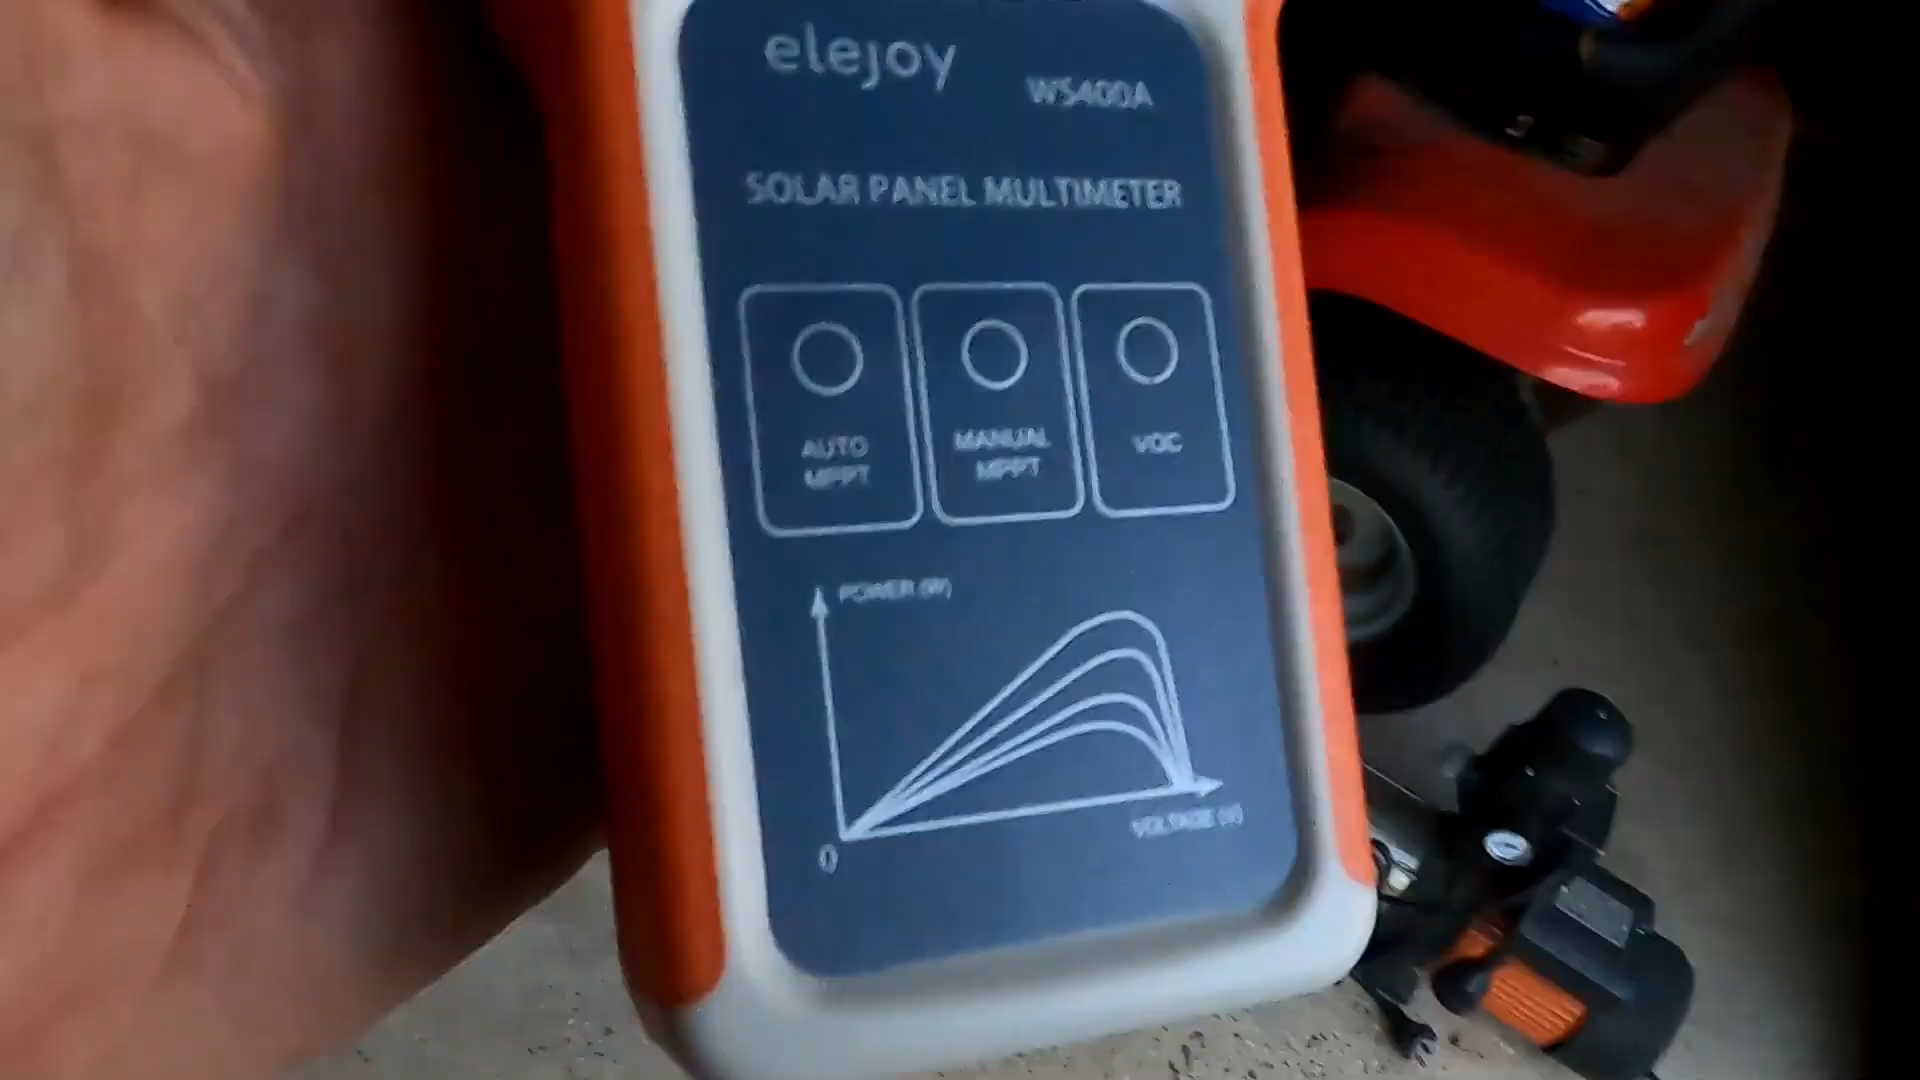 elejoy
WS400A
SOLAR PANEL MULTIMETER
AUTO
MPPT
MANUAL
MPPT
VOC
POWER (W)
VOLTAGE (V)
0